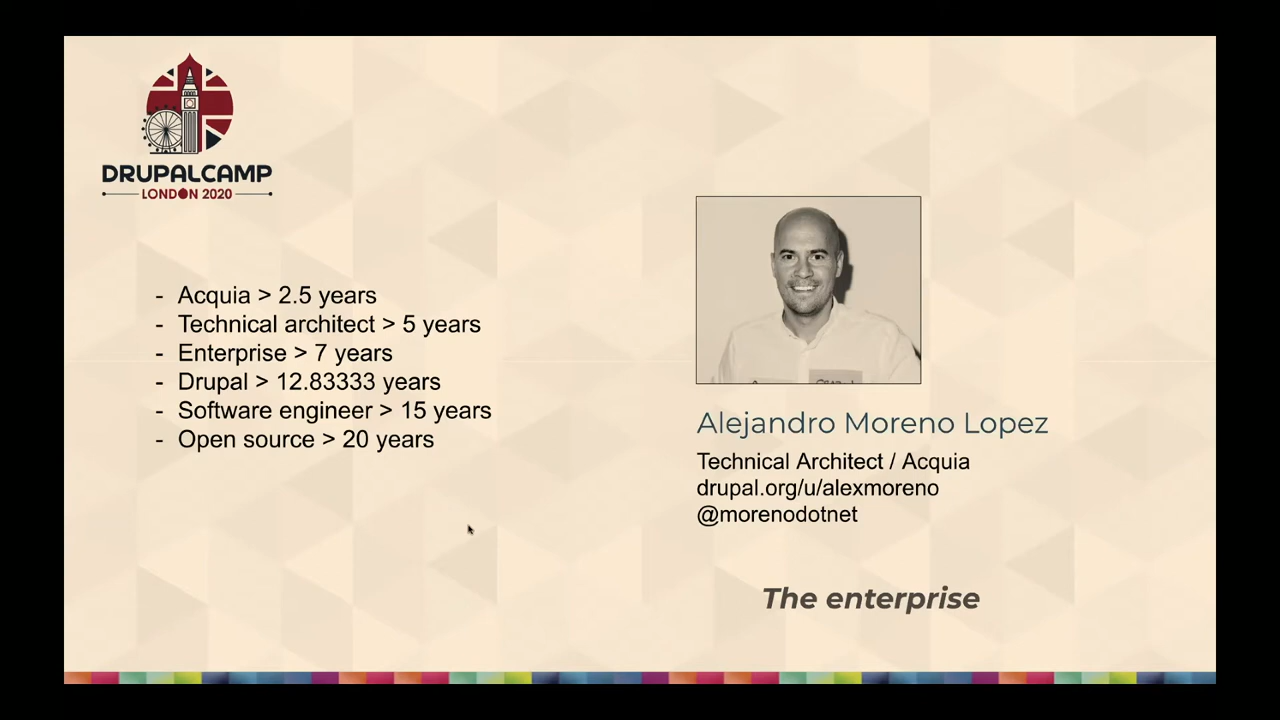 DRUPALCAMP
LONDON 2020
- Acquia > 2.5 years
- Technical architect > 5 years
- Enterprise > 7 years
- Drupal > 12.83333 years
- Software engineer > 15 years
- Open source > 20 years
Alejandro Moreno Lopez
Technical Architect / Acquia
drupal.org/u/alexmoreno
@morenodotnet
The enterprise